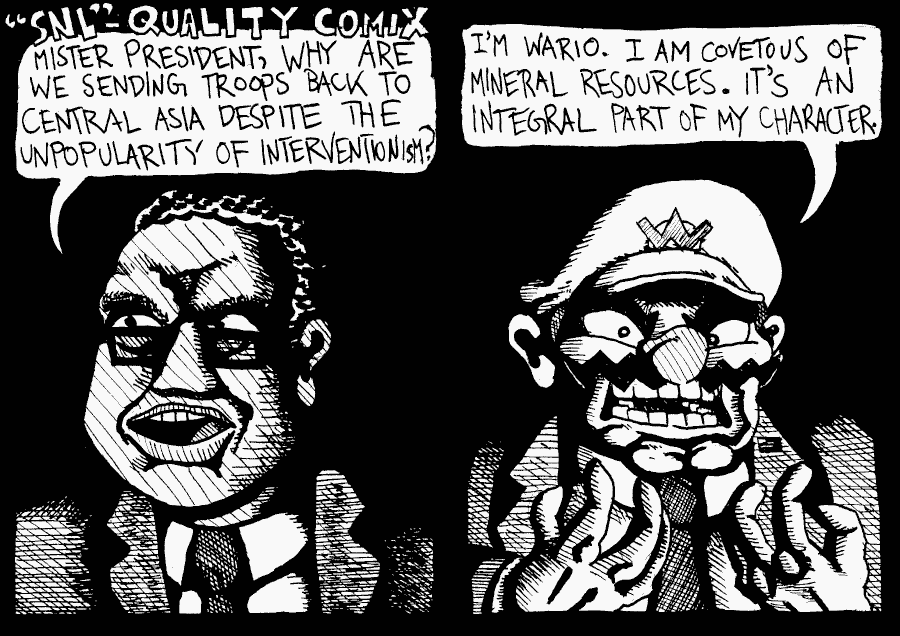 "SNL"-QUALITY COMIX
MISTER PRESIDENT, WHY ARE
WE SENDING TROOPS BACK TO
CENTRAL ASIA DESPITE THE
UNPOPULARITY OF INTERVENTIONISM?
I'M WARIO. I AM COVETOUS OF
MINERAL RESOURCES. IT'S AN
INTEGRAL PART OF MY CHARACTER.
W